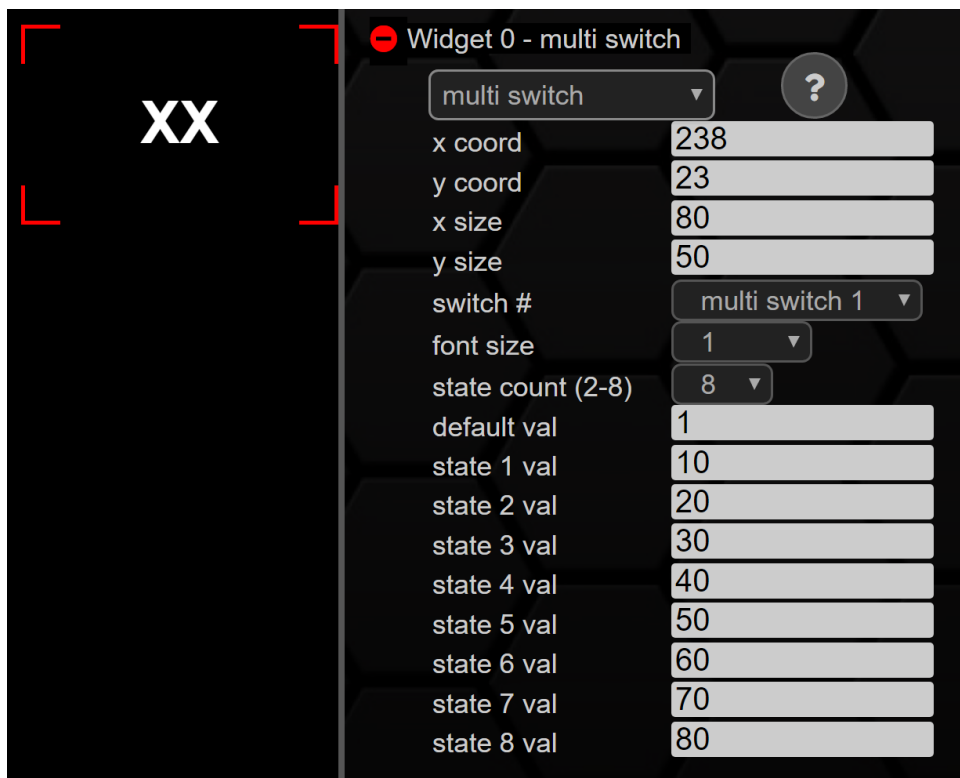 XX
Widget 0 - multi switch
multi switch
?
x coord 238
y coord 23
x size 80
y size 50
switch # multi switch 1
font size 1
state count (2-8) 8
default val 1
state 1 val 10
state 2 val 20
state 3 val 30
state 4 val 40
state 5 val 50
state 6 val 60
state 7 val 70
state 8 val 80